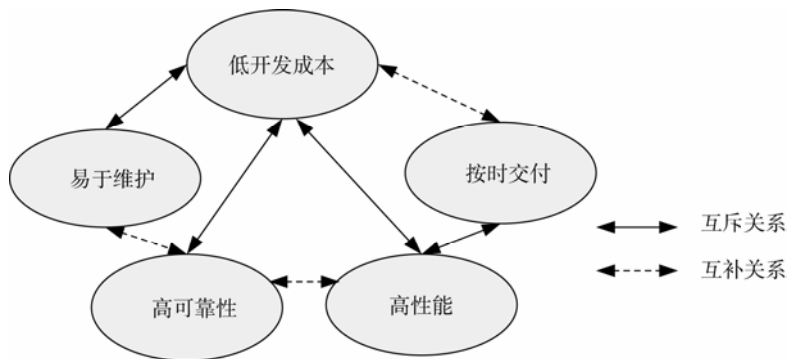 低开发成本
易于维护
按时交付
互斥关系
互补关系
高可靠性
高性能